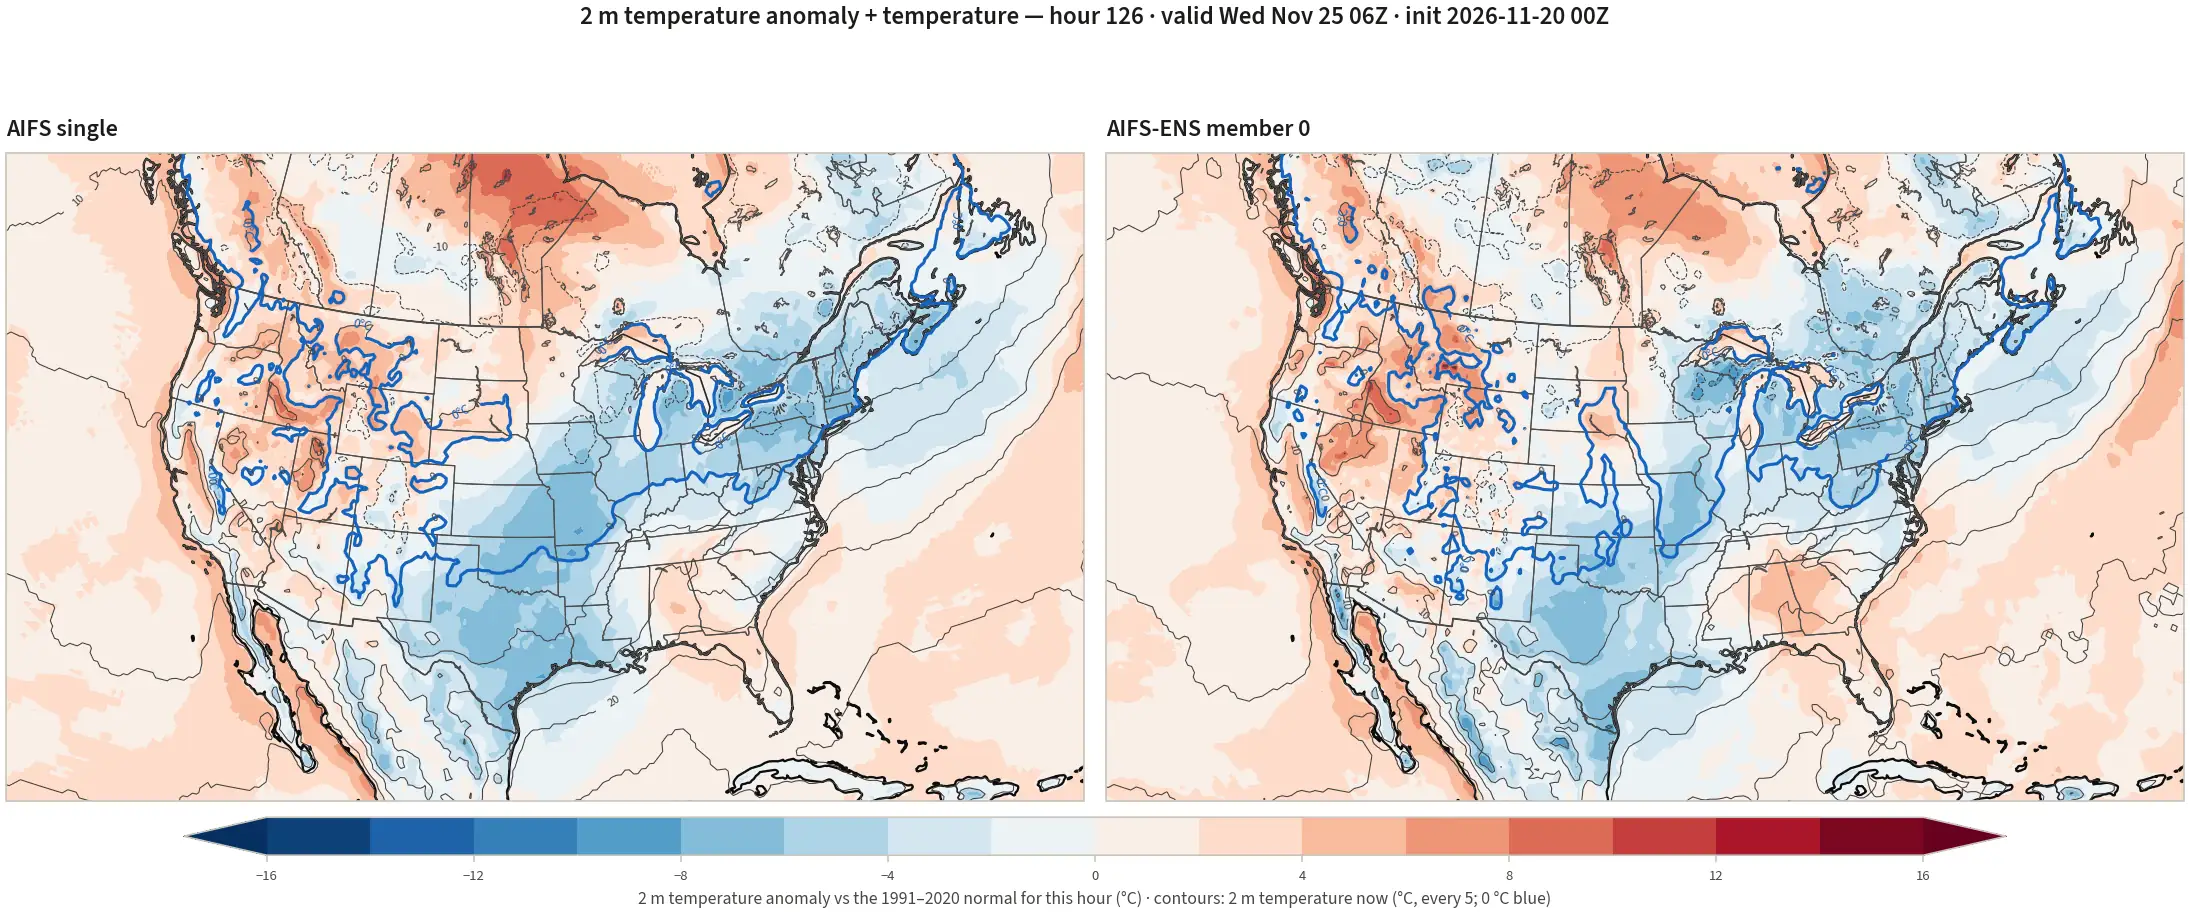 2 m temperature anomaly + temperature — hour 126 · valid Wed Nov 25 06Z · init 2026-11-20 00Z
AIFS single
AIFS-ENS member 0
10
-10
0°C
0°C
20
−16
−12
−8
−4
0
4
8
12
16
2 m temperature anomaly vs the 1991–2020 normal for this hour (°C) · contours: 2 m temperature now (°C, every 5; 0 °C blue)